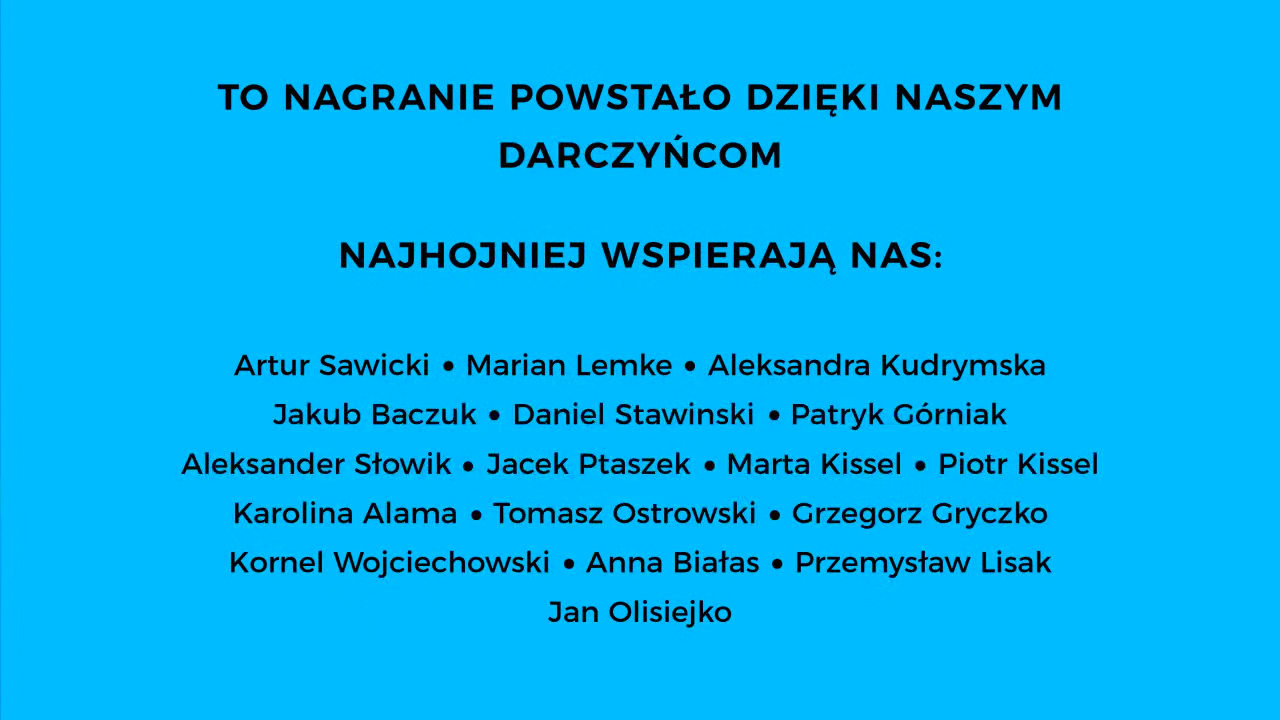 TO NAGRANIE POWSTAŁO DZIĘKI NASZYM
DARCZYŃCOM
NAJHOJNIEJ WSPIERAJĄ NAS:
Artur Sawicki • Marian Lemke • Aleksandra Kudrymska
Jakub Baczuk • Daniel Stawinski • Patryk Górniak
Aleksander Słowik • Jacek Ptaszek • Marta Kissel • Piotr Kissel
Karolina Alama • Tomasz Ostrowski • Grzegorz Gryczko
Kornel Wojciechowski • Anna Białas • Przemysław Lisak
Jan Olisiejko